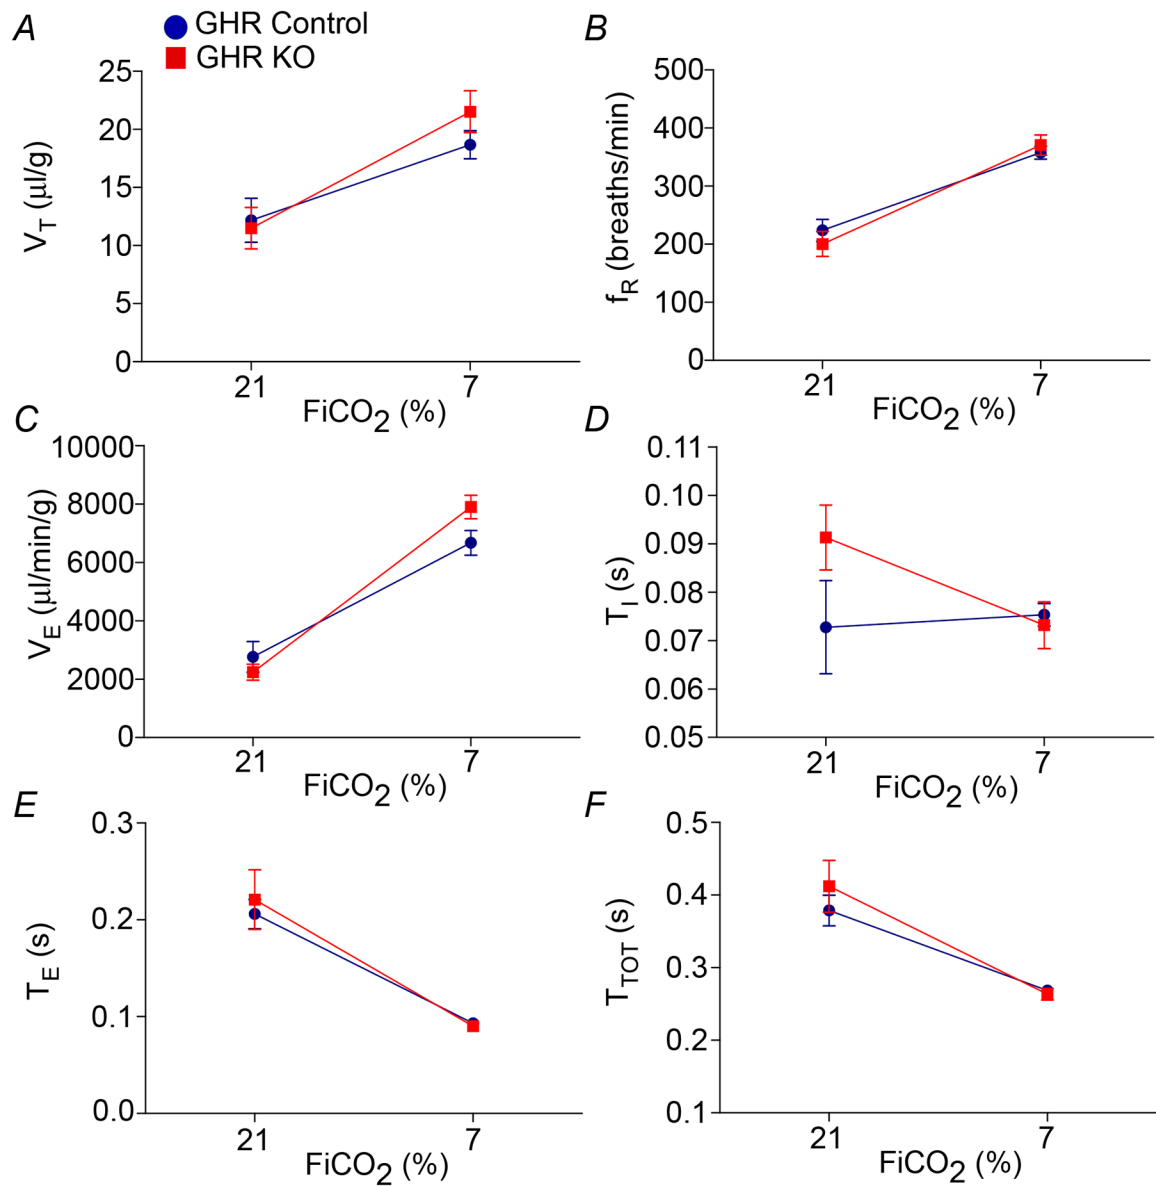 A
GHR Control
GHR KO
25
20
15
10
5
0
V_T (µl/g)
21
7
FiCO₂ (%)
B
500
400
300
200
100
0
f_R (breaths/min)
21
7
FiCO₂ (%)
C
10000
8000
6000
4000
2000
0
V_E (µl/min/g)
21
7
FiCO₂ (%)
D
0.11
0.10
0.09
0.08
0.07
0.06
0.05
T_I (s)
21
7
FiCO₂ (%)
E
0.3
0.2
0.1
0.0
T_E (s)
21
7
FiCO₂ (%)
F
0.5
0.4
0.3
0.2
0.1
T_TOT (s)
21
7
FiCO₂ (%)